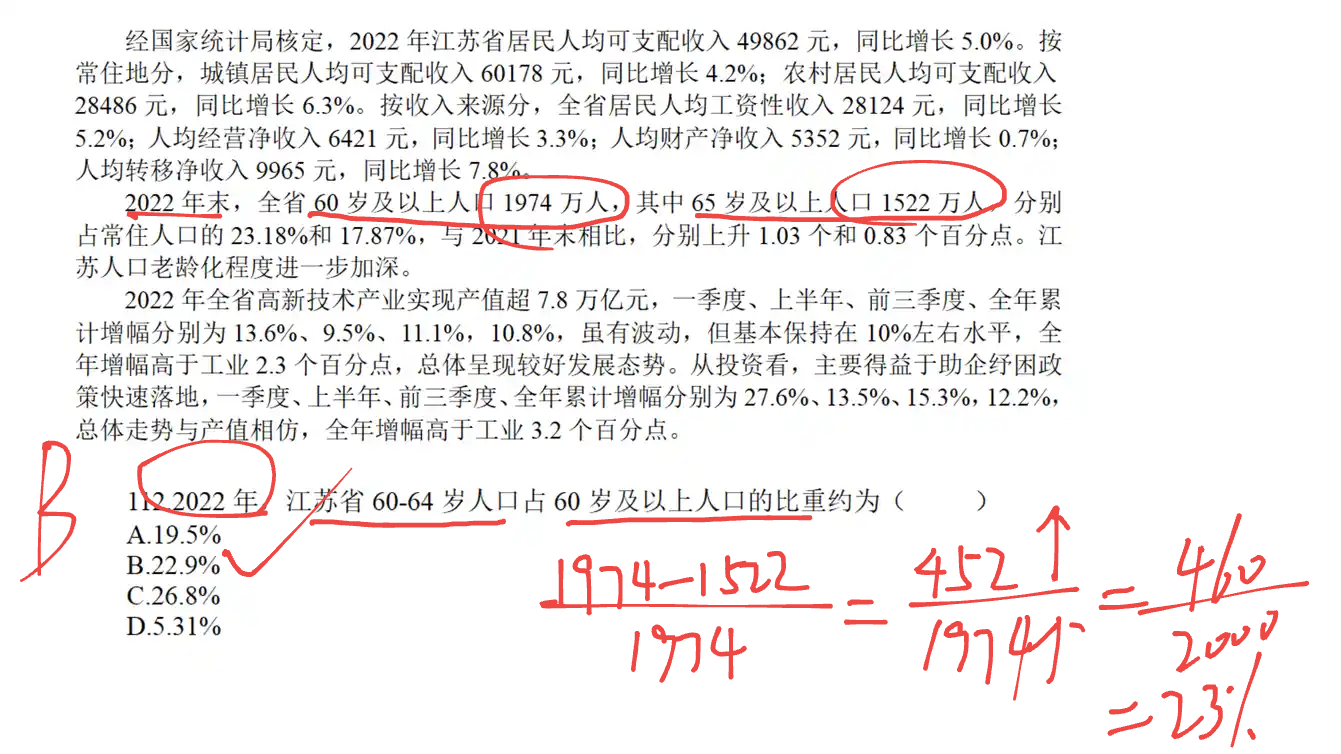 经国家统计局核定，2022 年江苏省居民人均可支配收入 49862 元，同比增长 5.0%。按
常住地分，城镇居民人均可支配收入 60178 元，同比增长 4.2%；农村居民人均可支配收入
28486 元，同比增长 6.3%。按收入来源分，全省居民人均工资性收入 28124 元，同比增长
5.2%；人均经营净收入 6421 元，同比增长 3.3%；人均财产净收入 5352 元，同比增长 0.7%；
人均转移净收入 9965 元，同比增长 7.8%。
2022 年末，全省 60 岁及以上人口 1974 万人，其中 65 岁及以上人口 1522 万人，分别
占常住人口的 23.18%和 17.87%，与 2021 年末相比，分别上升 1.03 个和 0.83 个百分点。江
苏人口老龄化程度进一步加深。
2022 年全省高新技术产业实现产值超 7.8 万亿元，一季度、上半年、前三季度、全年累
计增幅分别为 13.6%、9.5%、11.1%，10.8%，虽有波动，但基本保持在 10%左右水平，全
年增幅高于工业 2.3 个百分点，总体呈现较好发展态势。从投资看，主要得益于助企纾困政
策快速落地，一季度、上半年、前三季度、全年累计增幅分别为 27.6%、13.5%、15.3%，12.2%，
总体走势与产值相仿，全年增幅高于工业 3.2 个百分点。
B
112.2022 年，江苏省 60-64 岁人口占 60 岁及以上人口的比重约为（ ）
A.19.5%
B.22.9%
C.26.8%
D.5.31%
1974-1522 452↑ 460
= =
1974 1974↑ 2000
=23%